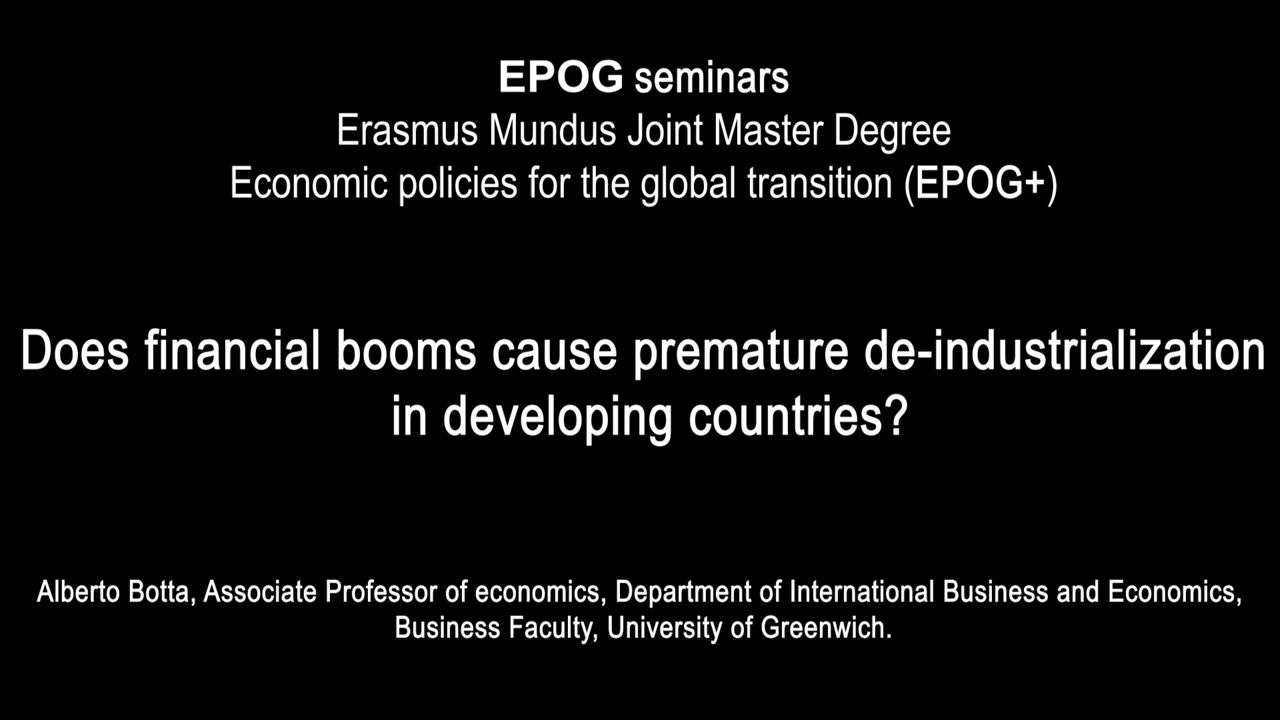 EPOG seminars
Erasmus Mundus Joint Master Degree
Economic policies for the global transition (EPOG+)
Does financial booms cause premature de-industrialization
in developing countries?
Alberto Botta, Associate Professor of economics, Department of International Business and Economics,
Business Faculty, University of Greenwich.